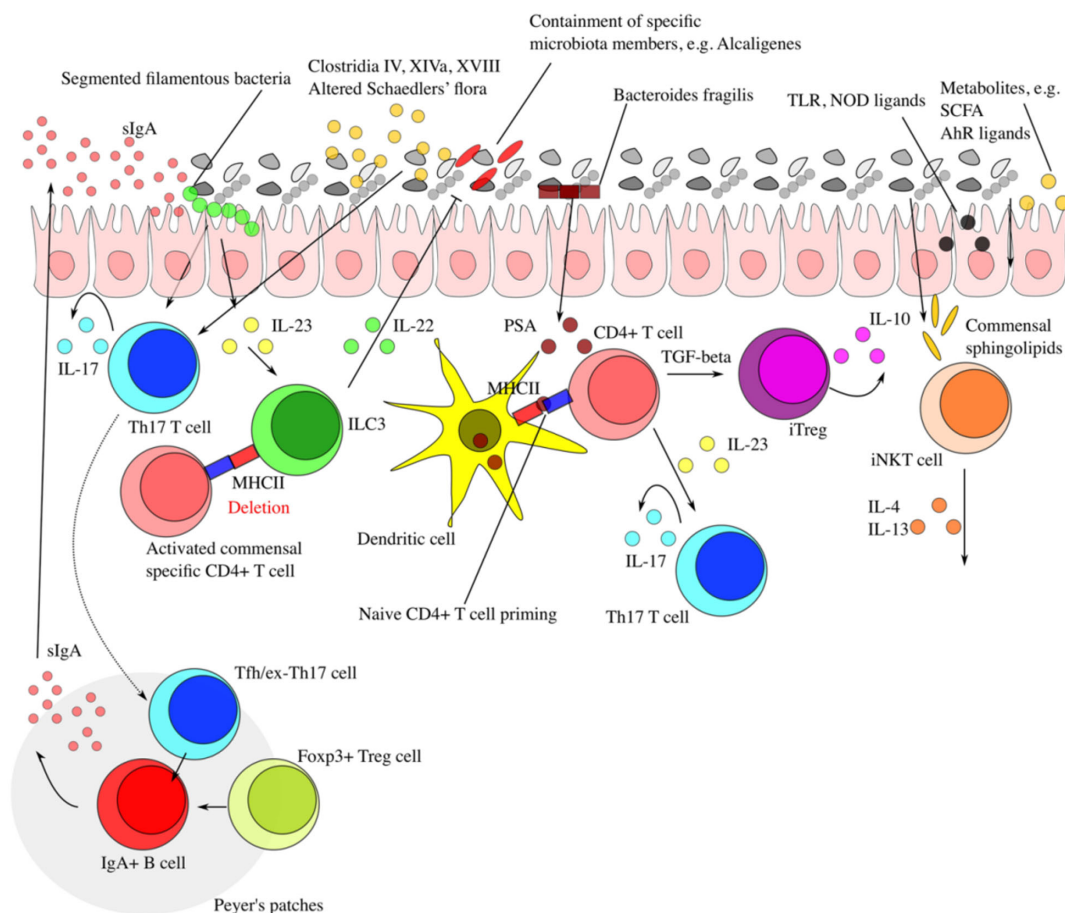 Containment of specific
microbiota members, e.g. Alcaligenes
Segmented filamentous bacteria
Clostridia IV, XIVa, XVIII
Altered Schaedlers' flora
Bacteroides fragilis
TLR, NOD ligands
Metabolites, e.g.
SCFA
AhR ligands
sIgA
IL-17
IL-23
IL-22
PSA
CD4+ T cell
TGF-beta
IL-10
Commensal
sphingolipids
MHCII
Th17 T cell
ILC3
iTreg
iNKT cell
MHCII
Deletion
IL-23
IL-4
IL-13
Activated commensal
specific CD4+ T cell
Dendritic cell
IL-17
Naive CD4+ T cell priming
Th17 T cell
sIgA
Tfh/ex-Th17 cell
Foxp3+ Treg cell
IgA+ B cell
Peyer's patches